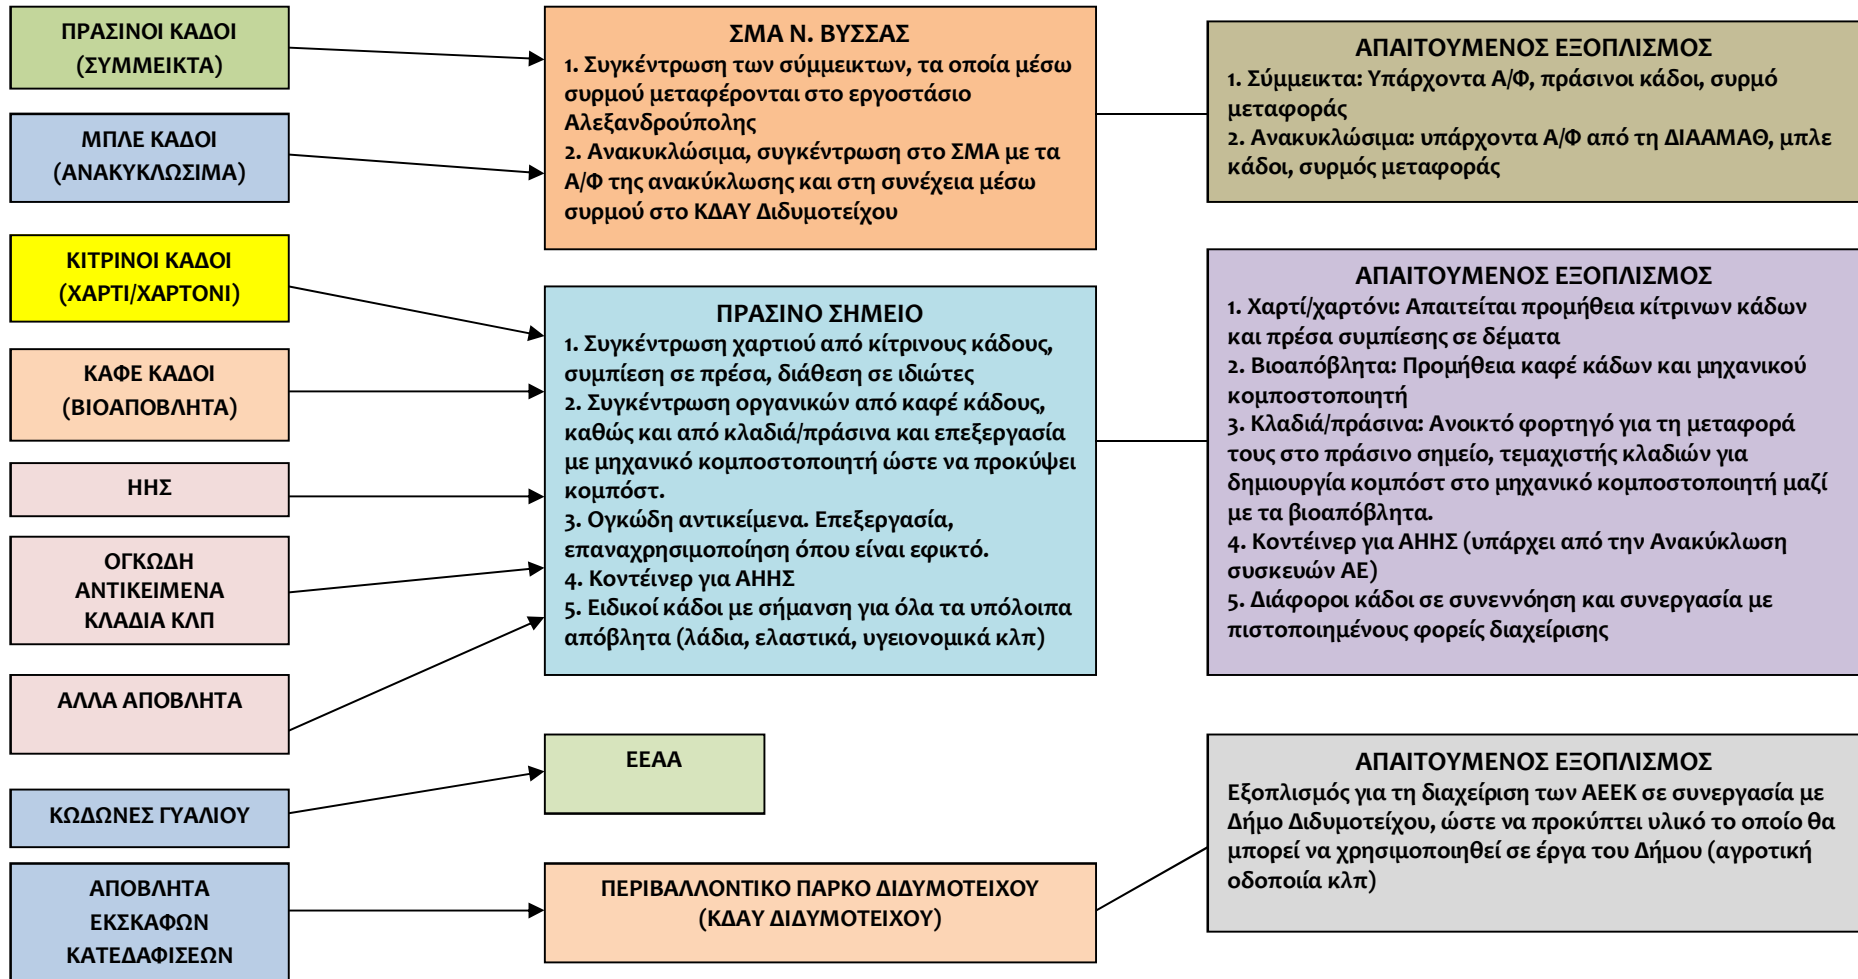 ΠΡΑΣΙΝΟΙ ΚΑΔΟΙ
(ΣΥΜΜΕΙΚΤΑ)
ΜΠΛΕ ΚΑΔΟΙ
(ΑΝΑΚΥΚΛΩΣΙΜΑ)
ΚΙΤΡΙΝΟΙ ΚΑΔΟΙ
(ΧΑΡΤΙ/ΧΑΡΤΟΝΙ)
ΚΑΦΕ ΚΑΔΟΙ
(ΒΙΟΑΠΟΒΛΗΤΑ)
ΗΗΣ
ΟΓΚΩΔΗ
ΑΝΤΙΚΕΙΜΕΝΑ
ΚΛΑΔΙΑ ΚΛΠ
ΑΛΛΑ ΑΠΟΒΛΗΤΑ
ΚΩΔΩΝΕΣ ΓΥΑΛΙΟΥ
ΑΠΟΒΛΗΤΑ
ΕΚΣΚΑΦΩΝ
ΚΑΤΕΔΑΦΙΣΕΩΝ
ΣΜΑ Ν. ΒΥΣΣΑΣ
1. Συγκέντρωση των σύμμεικτων, τα οποία μέσω
συρμού μεταφέρονται στο εργοστάσιο
Αλεξανδρούπολης
2. Ανακυκλώσιμα, συγκέντρωση στο ΣΜΑ με τα
Α/Φ της ανακύκλωσης και στη συνέχεια μέσω
συρμού στο ΚΔΑΥ Διδυμοτείχου
ΠΡΑΣΙΝΟ ΣΗΜΕΙΟ
1. Συγκέντρωση χαρτιού από κίτρινους κάδους,
συμπίεση σε πρέσα, διάθεση σε ιδιώτες
2. Συγκέντρωση οργανικών από καφέ κάδους,
καθώς και από κλαδιά/πράσινα και επεξεργασία
με μηχανικό κομποστοποιητή ώστε να προκύψει
κομπόστ.
3. Ογκώδη αντικείμενα. Επεξεργασία,
επαναχρησιμοποίηση όπου είναι εφικτό.
4. Κοντέινερ για ΑΗΗΣ
5. Ειδικοί κάδοι με σήμανση για όλα τα υπόλοιπα
απόβλητα (λάδια, ελαστικά, υγειονομικά κλπ)
ΕΕΑΑ
ΠΕΡΙΒΑΛΛΟΝΤΙΚΟ ΠΑΡΚΟ ΔΙΔΥΜΟΤΕΙΧΟΥ
(ΚΔΑΥ ΔΙΔΥΜΟΤΕΙΧΟΥ)
ΑΠΑΙΤΟΥΜΕΝΟΣ ΕΞΟΠΛΙΣΜΟΣ
1. Σύμμεικτα: Υπάρχοντα Α/Φ, πράσινοι κάδοι, συρμό
μεταφοράς
2. Ανακυκλώσιμα: υπάρχοντα Α/Φ από τη ΔΙΑΑΜΑΘ, μπλε
κάδοι, συρμός μεταφοράς
ΑΠΑΙΤΟΥΜΕΝΟΣ ΕΞΟΠΛΙΣΜΟΣ
1. Χαρτί/χαρτόνι: Απαιτείται προμήθεια κίτρινων κάδων
και πρέσα συμπίεσης σε δέματα
2. Βιοαπόβλητα: Προμήθεια καφέ κάδων και μηχανικού
κομποστοποιητή
3. Κλαδιά/πράσινα: Ανοικτό φορτηγό για τη μεταφορά
τους στο πράσινο σημείο, τεμαχιστής κλαδιών για
δημιουργία κομπόστ στο μηχανικό κομποστοποιητή μαζί
με τα βιοαπόβλητα.
4. Κοντέινερ για ΑΗΗΣ (υπάρχει από την Ανακύκλωση
συσκευών ΑΕ)
5. Διάφοροι κάδοι σε συνεννόηση και συνεργασία με
πιστοποιημένους φορείς διαχείρισης
ΑΠΑΙΤΟΥΜΕΝΟΣ ΕΞΟΠΛΙΣΜΟΣ
Εξοπλισμός για τη διαχείριση των ΑΕΕΚ σε συνεργασία με
Δήμο Διδυμοτείχου, ώστε να προκύπτει υλικό το οποίο θα
μπορεί να χρησιμοποιηθεί σε έργα του Δήμου (αγροτική
οδοποιία κλπ)